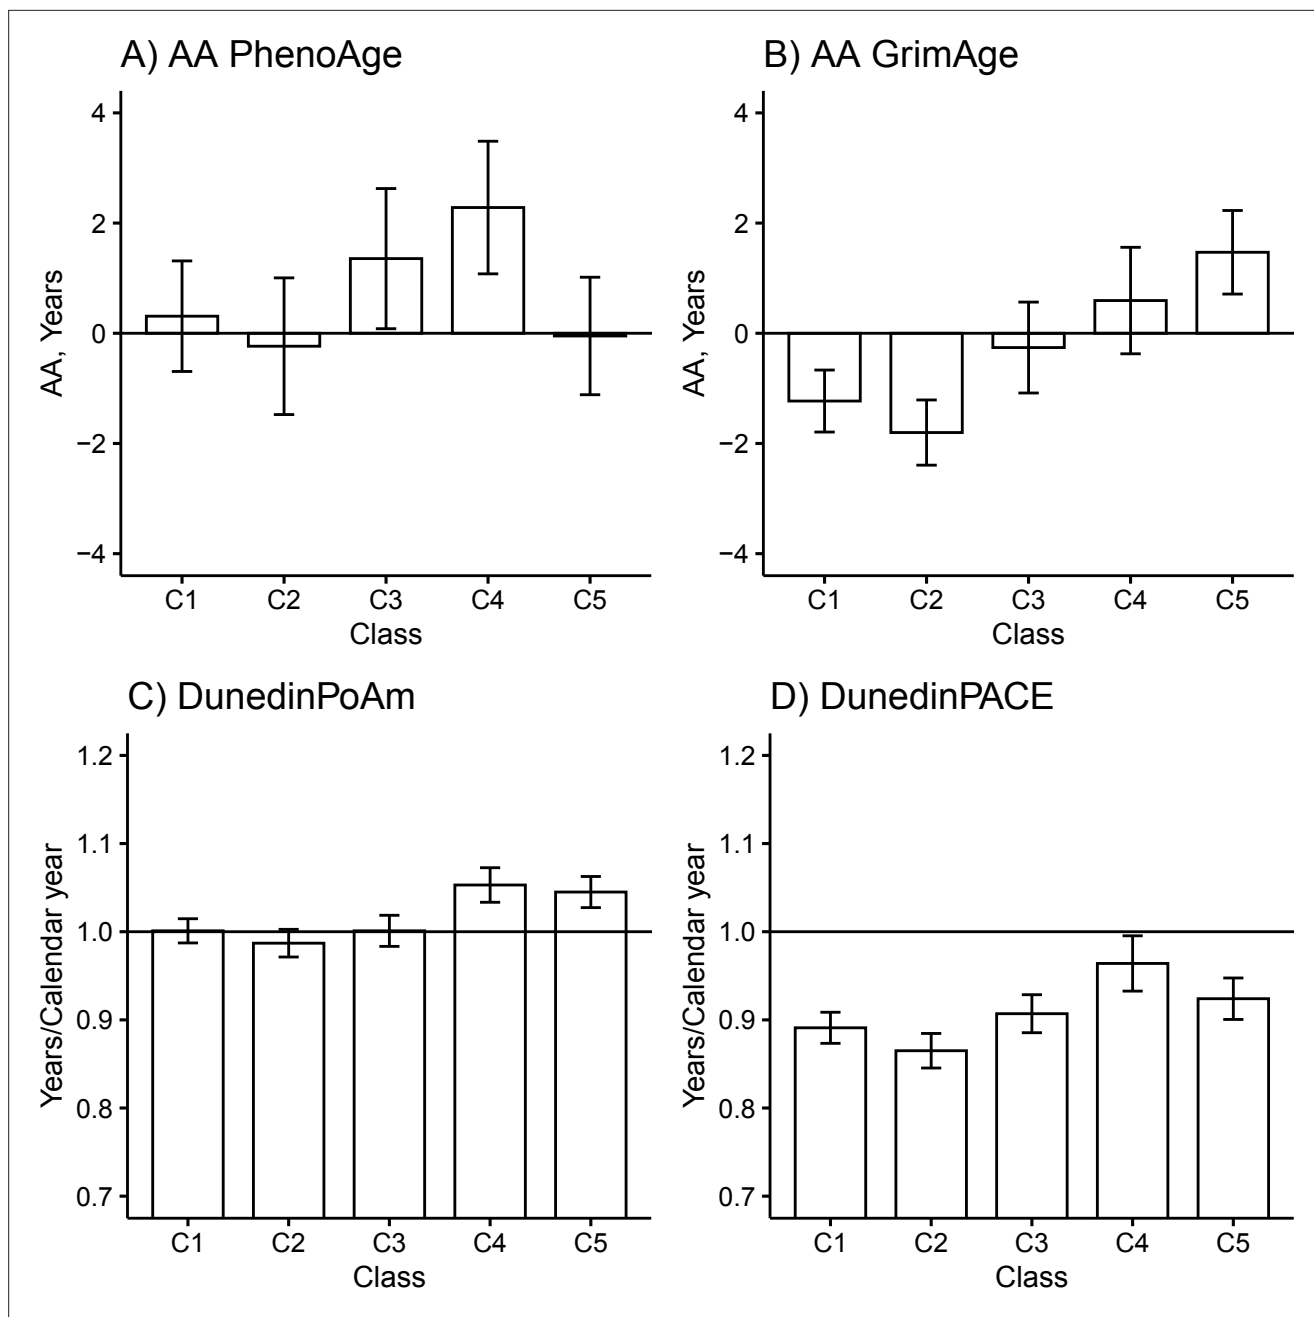 A) AA PhenoAge
AA, Years
4
2
0
−2
−4
C1 C2 C3 C4 C5
Class
B) AA GrimAge
AA, Years
4
2
0
−2
−4
C1 C2 C3 C4 C5
Class
C) DunedinPoAm
Years/Calendar year
1.2
1.1
1.0
0.9
0.8
0.7
C1 C2 C3 C4 C5
Class
D) DunedinPACE
Years/Calendar year
1.2
1.1
1.0
0.9
0.8
0.7
C1 C2 C3 C4 C5
Class